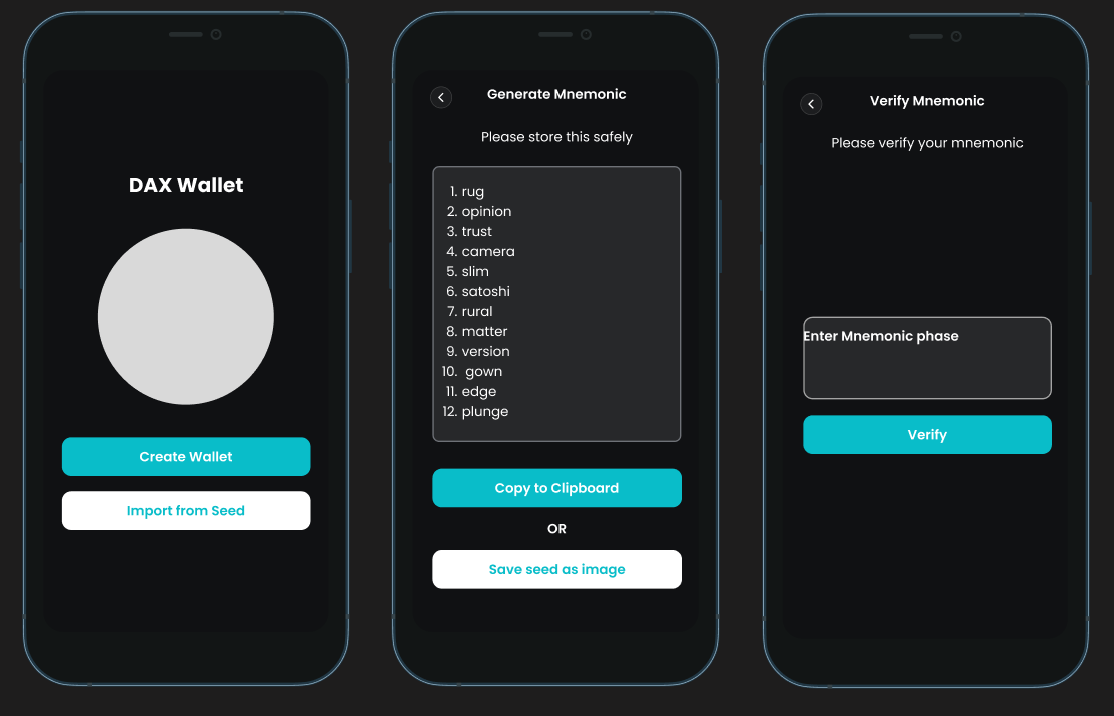 DAX Wallet
Create Wallet
Import from Seed
Generate Mnemonic
Please store this safely
1. rug
2. opinion
3. trust
4. camera
5. slim
6. satoshi
7. rural
8. matter
9. version
10. gown
11. edge
12. plunge
Copy to Clipboard
OR
Save seed as image
Verify Mnemonic
Please verify your mnemonic
Enter Mnemonic phase
Verify